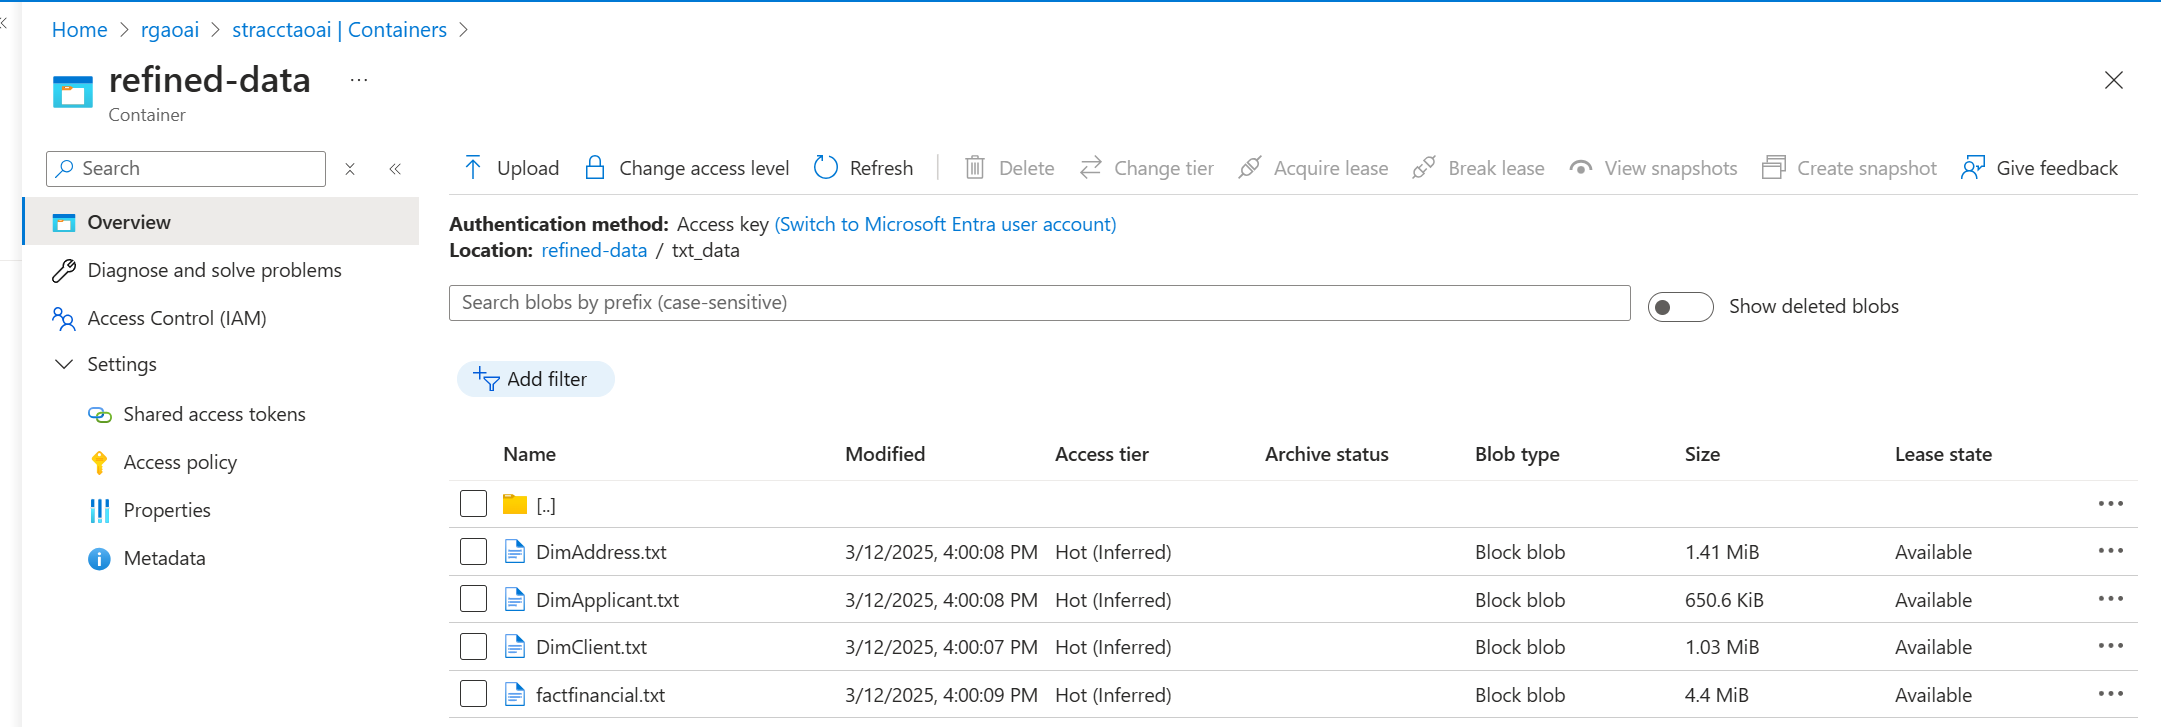 Home > rgaoai > stracctaoai | Containers >
refined-data ...
Container
Search
Overview
Diagnose and solve problems
Access Control (IAM)
Settings
Shared access tokens
Access policy
Properties
Metadata
Upload Change access level Refresh Delete Change tier Acquire lease Break lease View snapshots Create snapshot Give feedback
Authentication method: Access key (Switch to Microsoft Entra user account)
Location: refined-data / txt_data
Search blobs by prefix (case-sensitive)
Show deleted blobs
Add filter
Name Modified Access tier Archive status Blob type Size Lease state
[..]
DimAddress.txt 3/12/2025, 4:00:08 PM Hot (Inferred) Block blob 1.41 MiB Available
DimApplicant.txt 3/12/2025, 4:00:08 PM Hot (Inferred) Block blob 650.6 KiB Available
DimClient.txt 3/12/2025, 4:00:07 PM Hot (Inferred) Block blob 1.03 MiB Available
factfinancial.txt 3/12/2025, 4:00:09 PM Hot (Inferred) Block blob 4.4 MiB Available